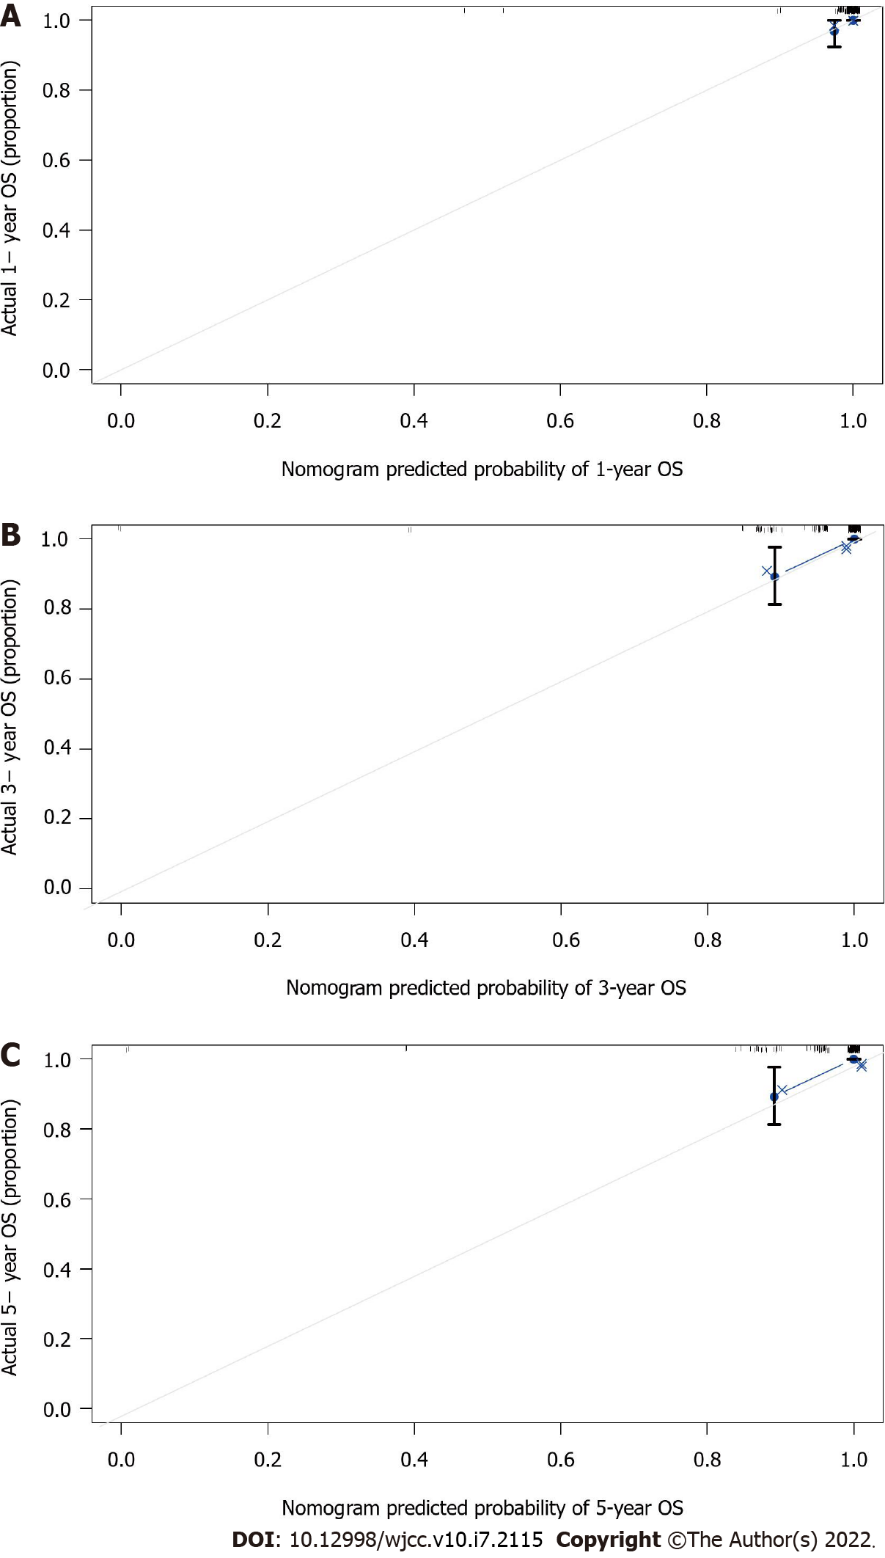 A
Actual 1− year OS (proportion)
1.0
0.8
0.6
0.4
0.2
0.0
0.0 0.2 0.4 0.6 0.8 1.0
Nomogram predicted probability of 1-year OS
B
Actual 3− year OS (proportion)
1.0
0.8
0.6
0.4
0.2
0.0
0.0 0.2 0.4 0.6 0.8 1.0
Nomogram predicted probability of 3-year OS
C
Actual 5− year OS (proportion)
1.0
0.8
0.6
0.4
0.2
0.0
0.0 0.2 0.4 0.6 0.8 1.0
Nomogram predicted probability of 5-year OS
DOI: 10.12998/wjcc.v10.i7.2115 Copyright ©The Author(s) 2022.